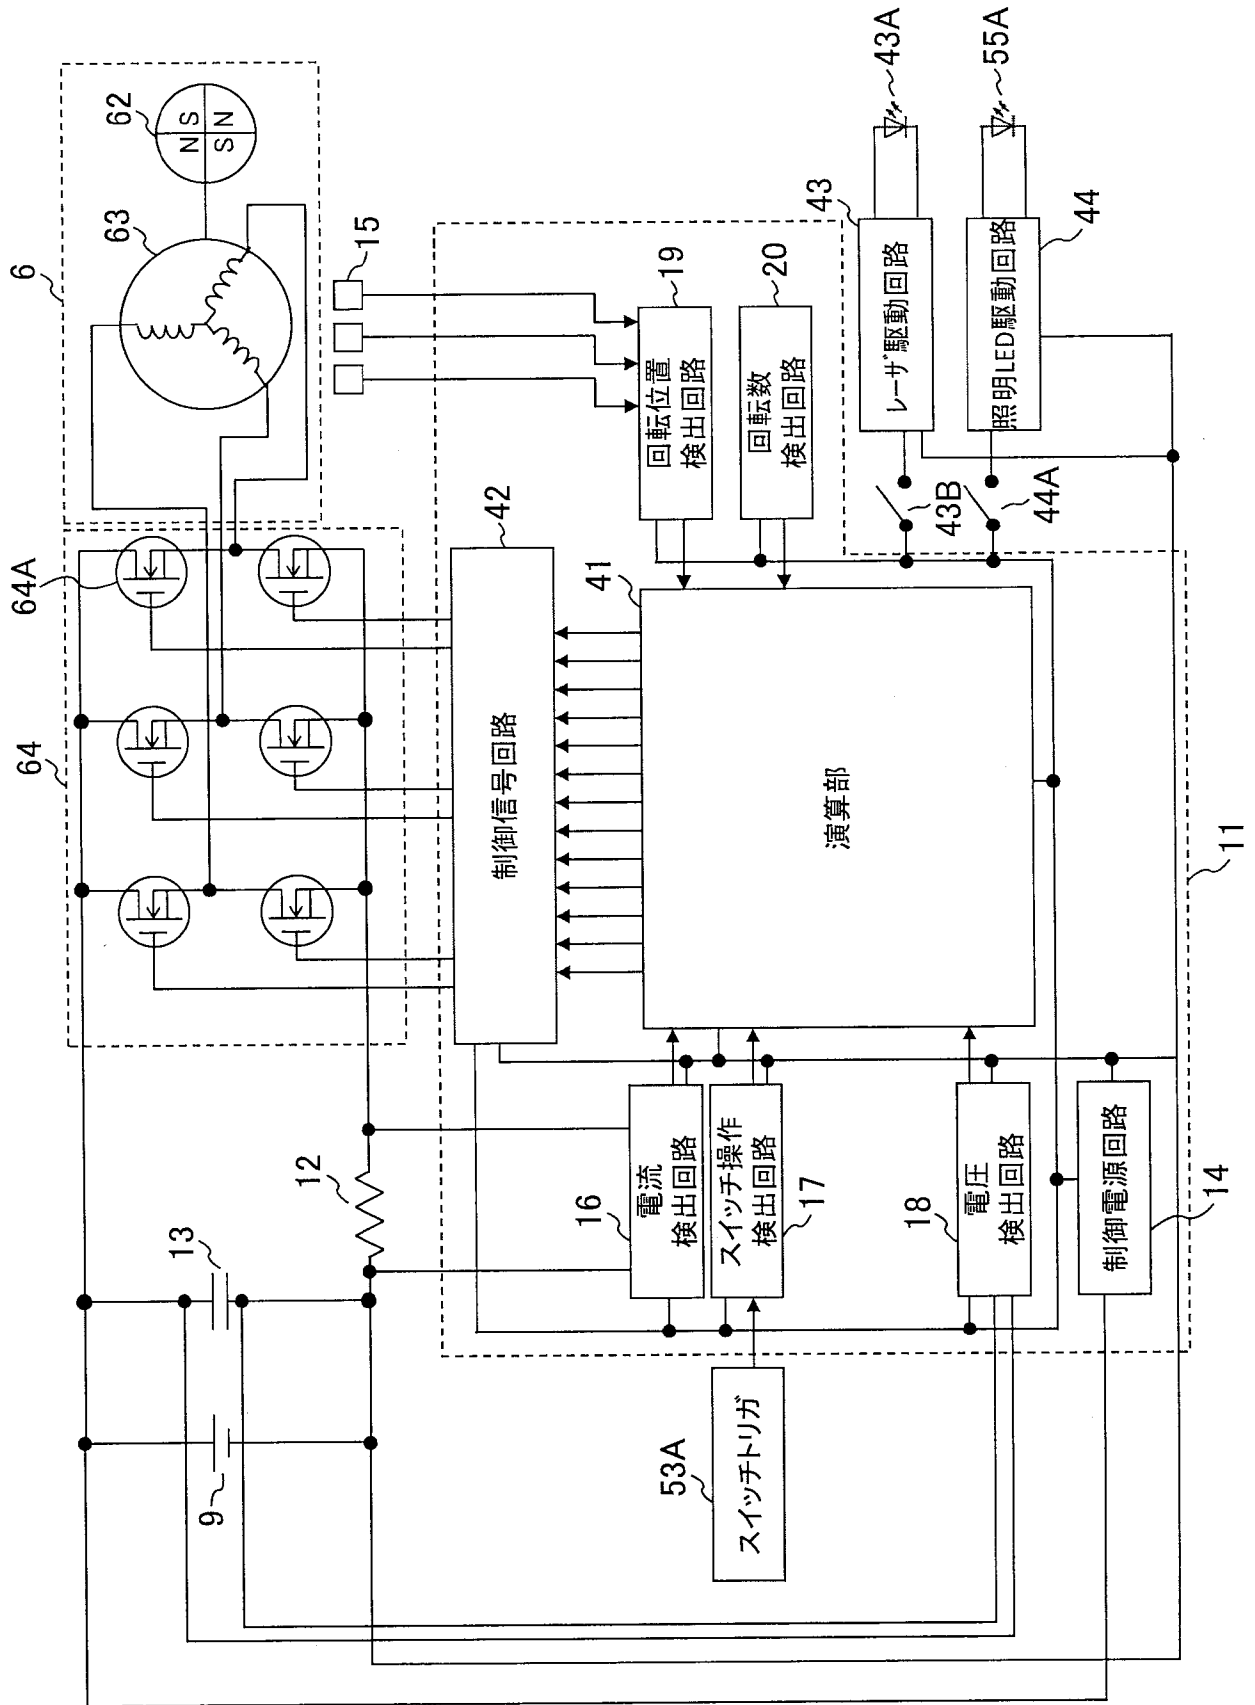 6
64
64A
63
62
N
S
S
N
15
9
13
12
42
制御信号回路
41
演算部
19
回転位置
検出回路
20
回転数
検出回路
16
電流
検出回路
17
スイッチ操作
検出回路
18
電圧
検出回路
14
制御電源回路
11
53A
スイッチトリガ
43
レーザ駆動回路
43A
43B
44
照明LED駆動回路
44A
55A